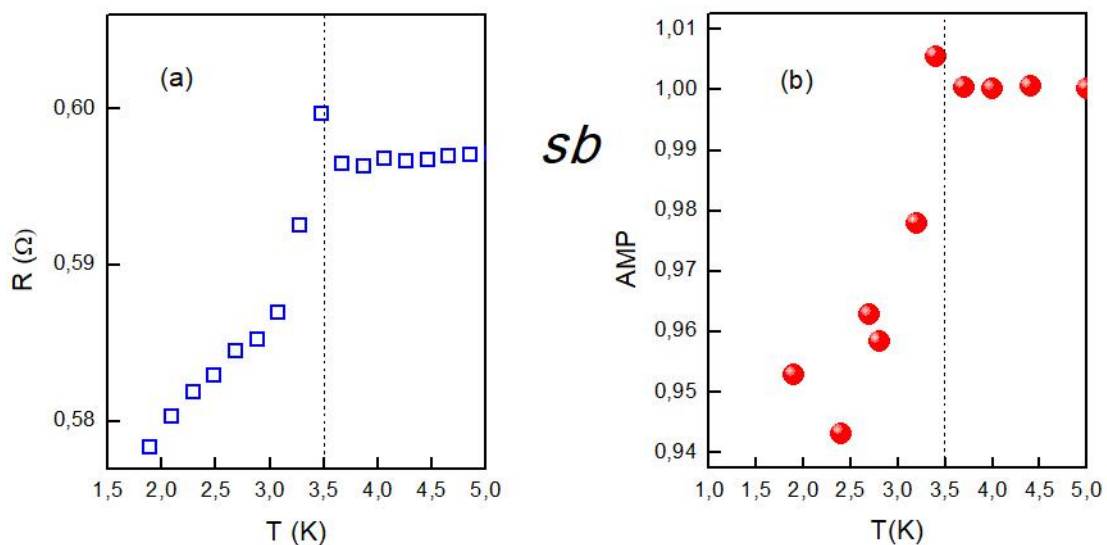 (a)
0,60
0,59
0,58
R (Ω)
1,5 2,0 2,5 3,0 3,5 4,0 4,5 5,0
T (K)
sb
(b)
1,01
1,00
0,99
0,98
0,97
0,96
0,95
0,94
AMP
1,0 1,5 2,0 2,5 3,0 3,5 4,0 4,5 5,0
T(K)